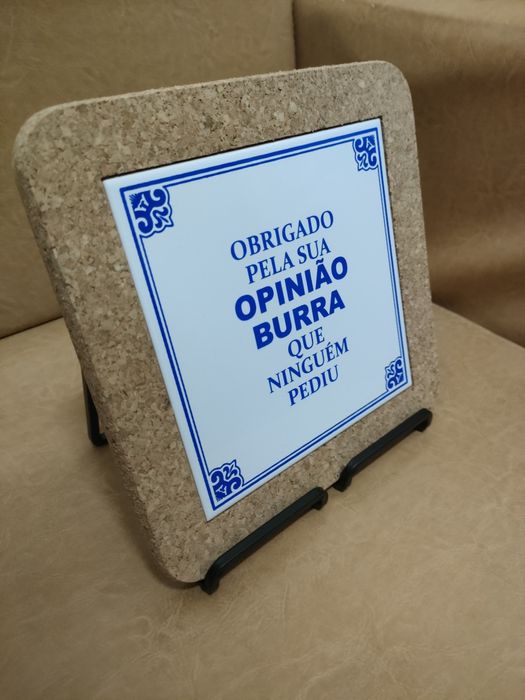 OBRIGADO
PELA SUA
OPINIÃO
BURRA
QUE
NINGUÉM
PEDIU